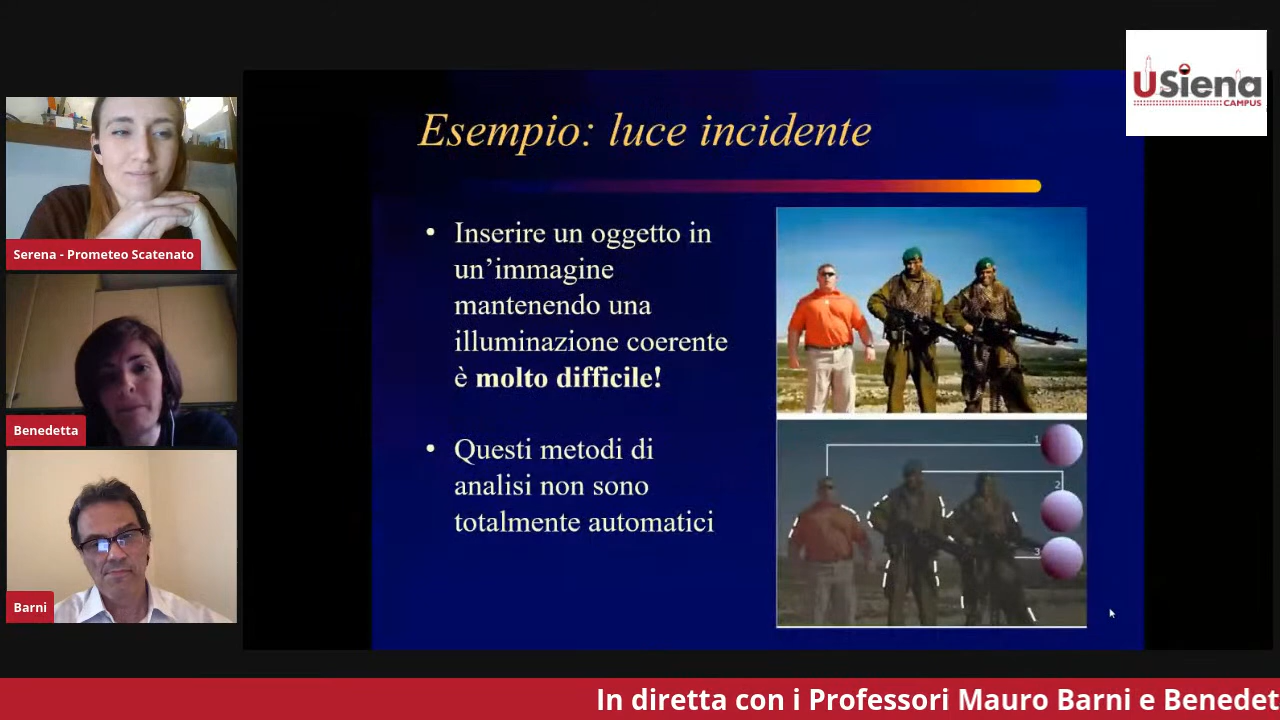 USiena
CAMPUS
Esempio: luce incidente
• Inserire un oggetto in
un’immagine
mantenendo una
illuminazione coerente
è molto difficile!
• Questi metodi di
analisi non sono
totalmente automatici
1
2
3
Serena - Prometeo Scatenato
Benedetta
Barni
In diretta con i Professori Mauro Barni e Benedet